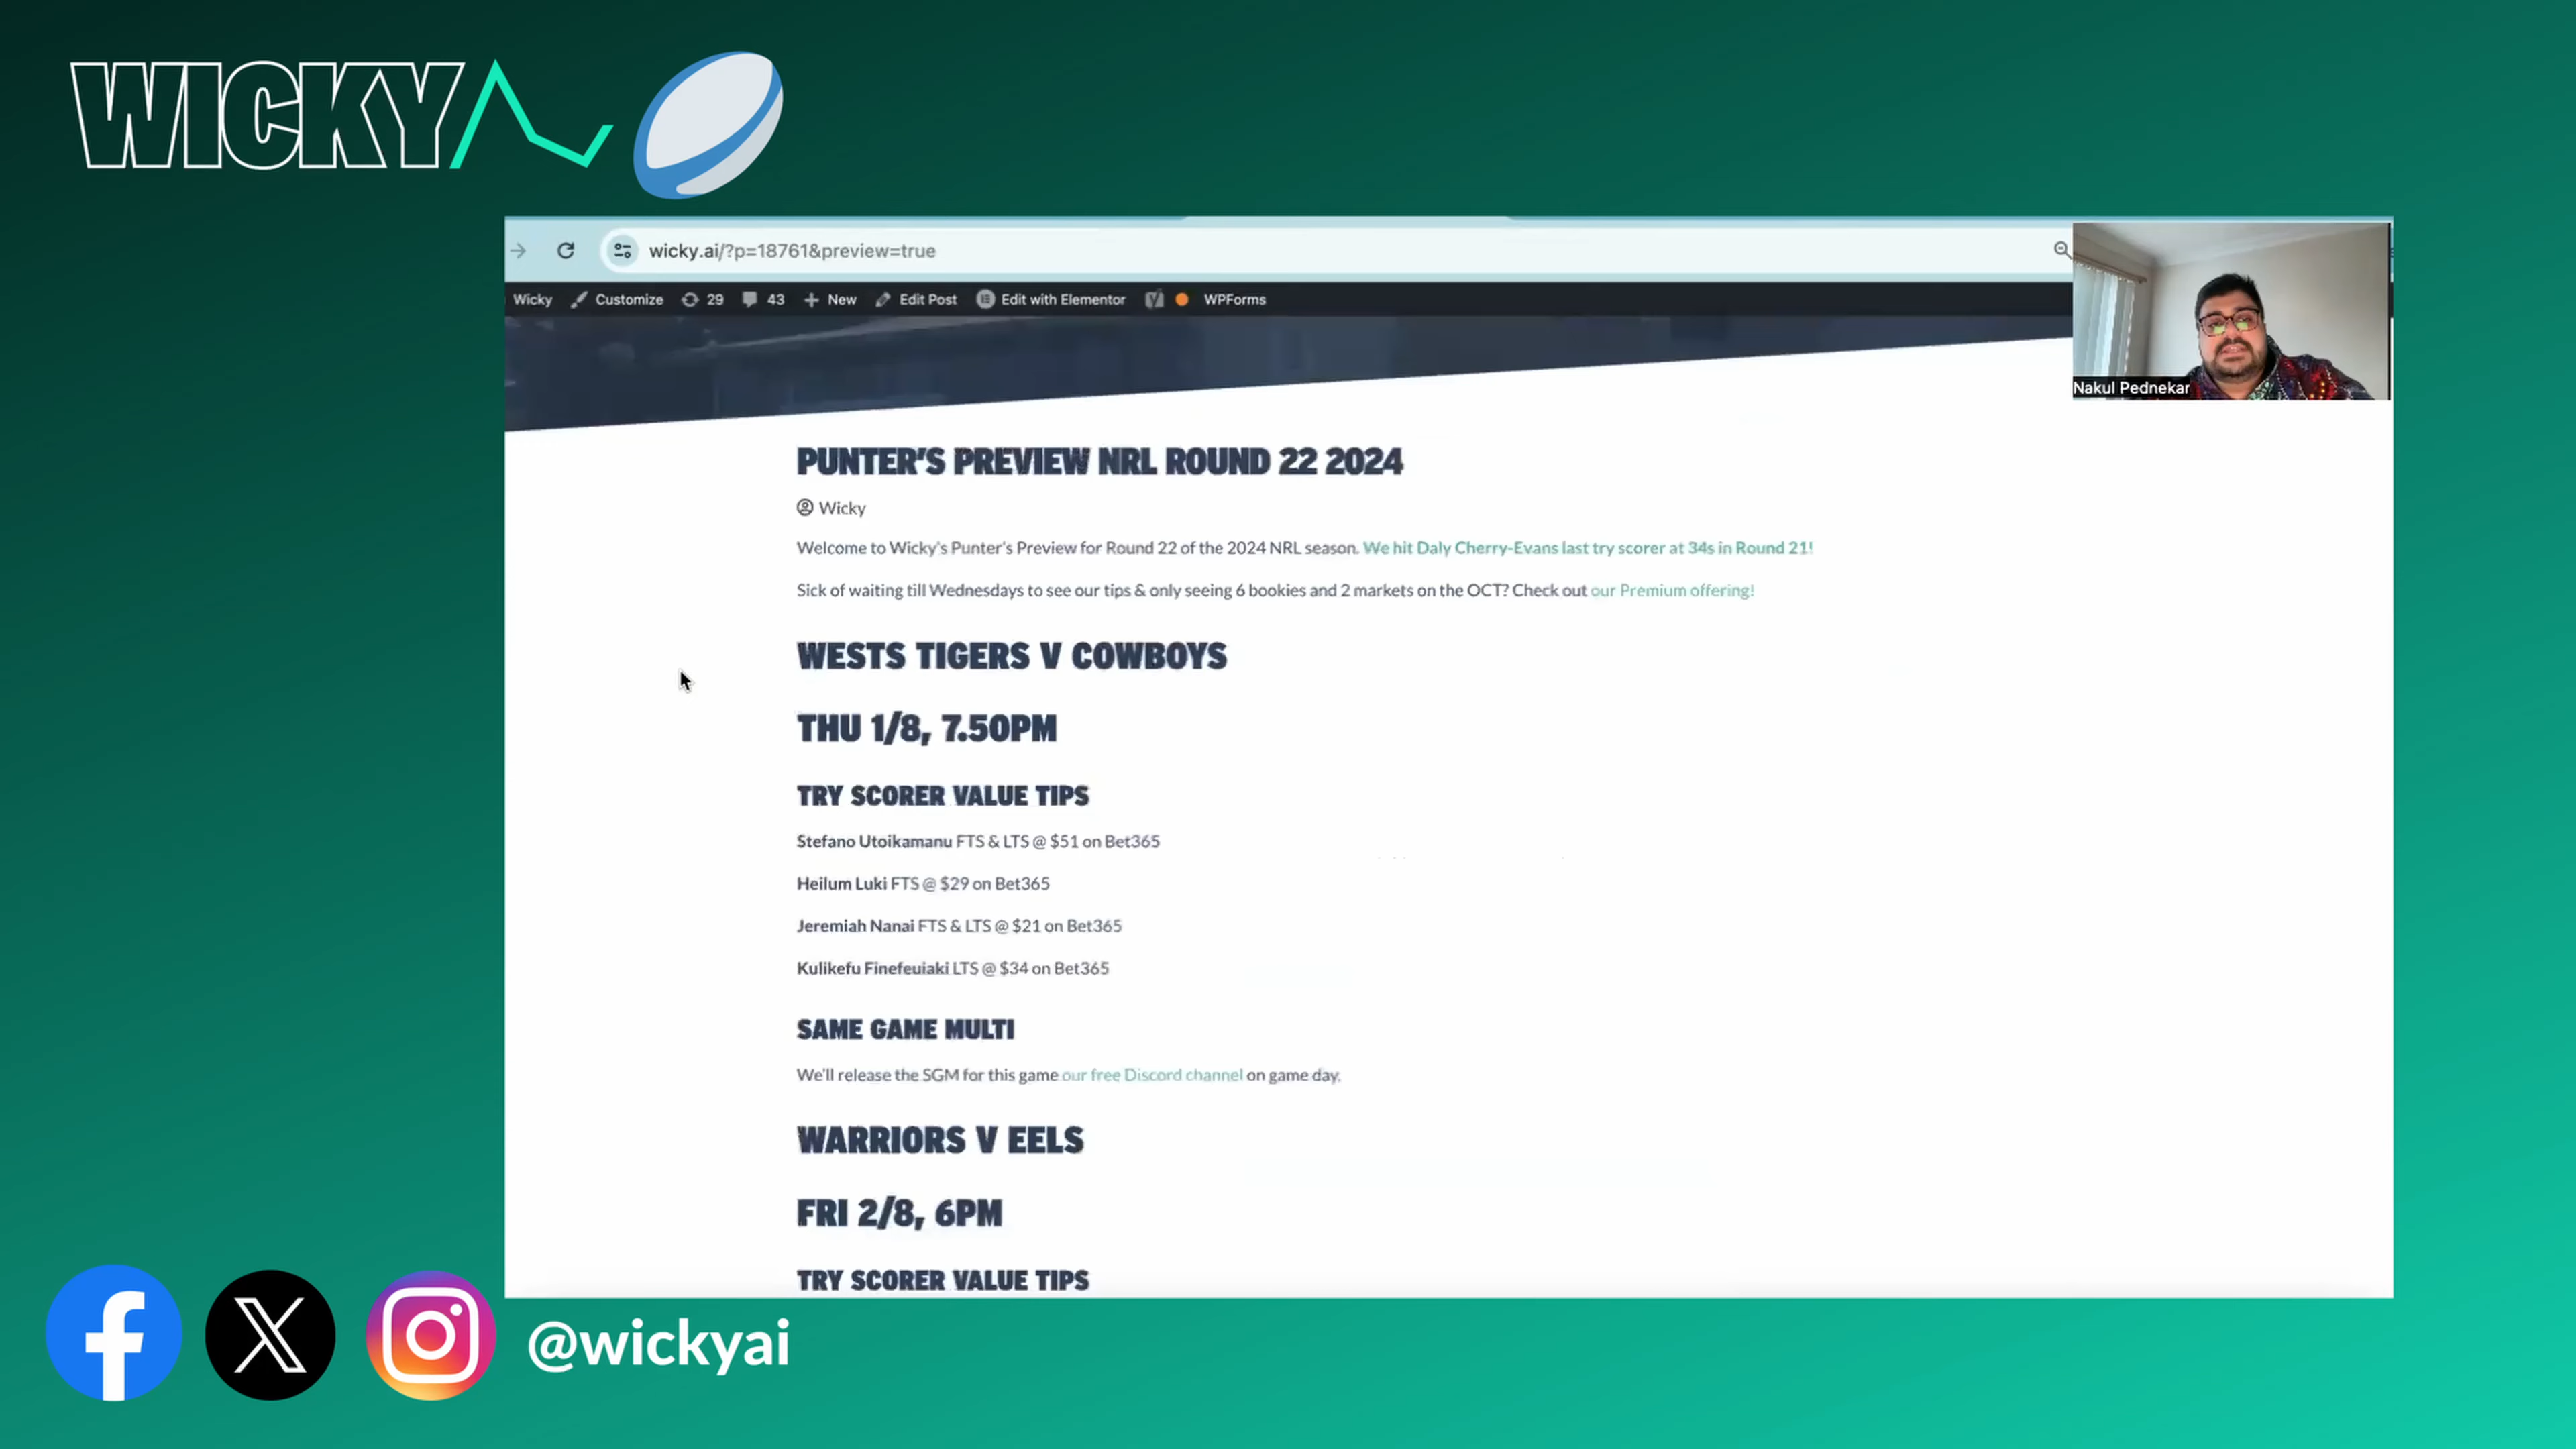 WICKY
wicky.ai/?p=18761&preview=true
Wicky Customize 29 43 New Edit Post Edit with Elementor WPForms
Nakul Pednekar
PUNTER'S PREVIEW NRL ROUND 22 2024
Wicky
Welcome to Wicky's Punter's Preview for Round 22 of the 2024 NRL season. We hit Daly Cherry-Evans last try scorer at 34s in Round 21!
Sick of waiting till Wednesdays to see our tips & only seeing 6 bookies and 2 markets on the OCT? Check out our Premium offering!
WESTS TIGERS V COWBOYS
THU 1/8, 7.50PM
TRY SCORER VALUE TIPS
Stefano Utoikamanu FTS & LTS @ $51 on Bet365
Heilum Luki FTS @ $29 on Bet365
Jeremiah Nanai FTS & LTS @ $21 on Bet365
Kulikefu Finefeuiaki LTS @ $34 on Bet365
SAME GAME MULTI
We'll release the SGM for this game our free Discord channel on game day.
WARRIORS V EELS
FRI 2/8, 6PM
TRY SCORER VALUE TIPS
@wickyai